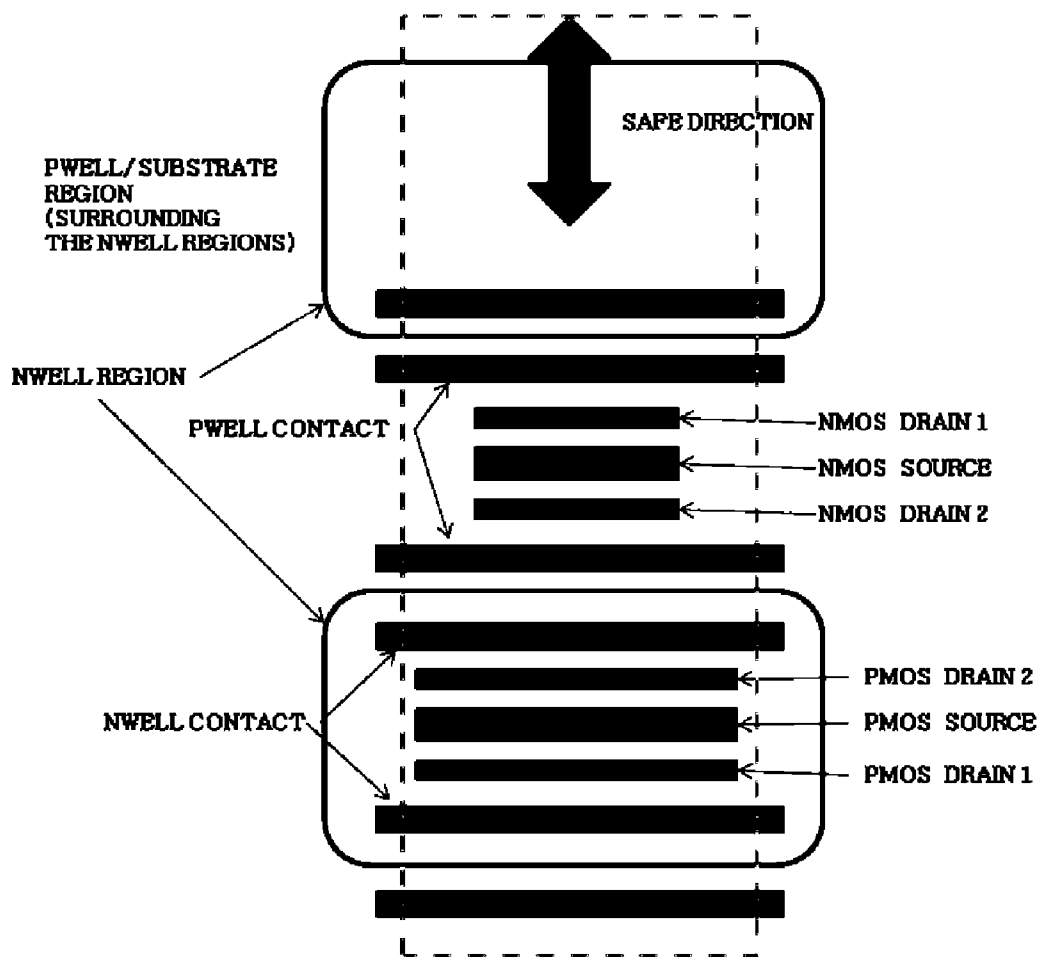 SAFE DIRECTION
PWELL/SUBSTRATE
REGION
(SURROUNDING
THE NWELL REGIONS)
NWELL REGION
PWELL CONTACT
NMOS DRAIN 1
NMOS SOURCE
NMOS DRAIN 2
NWELL CONTACT
PMOS DRAIN 2
PMOS SOURCE
PMOS DRAIN 1